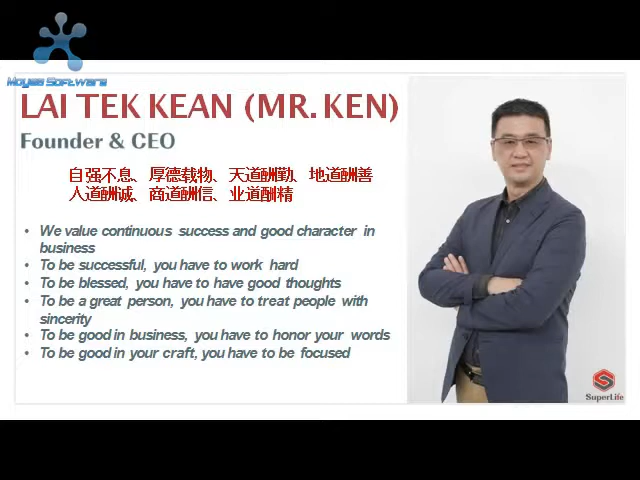 Moyea Software
LAI TEK KEAN (MR. KEN)
Founder & CEO
自强不息、厚德载物、天道酬勤、地道酬善
人道酬诚、商道酬信、业道酬精
• We value continuous success and good character in
business
• To be successful, you have to work hard
• To be blessed, you have to have good thoughts
• To be a great person, you have to treat people with
sincerity
• To be good in business, you have to honor your words
• To be good in your craft, you have to be focused
SuperLife